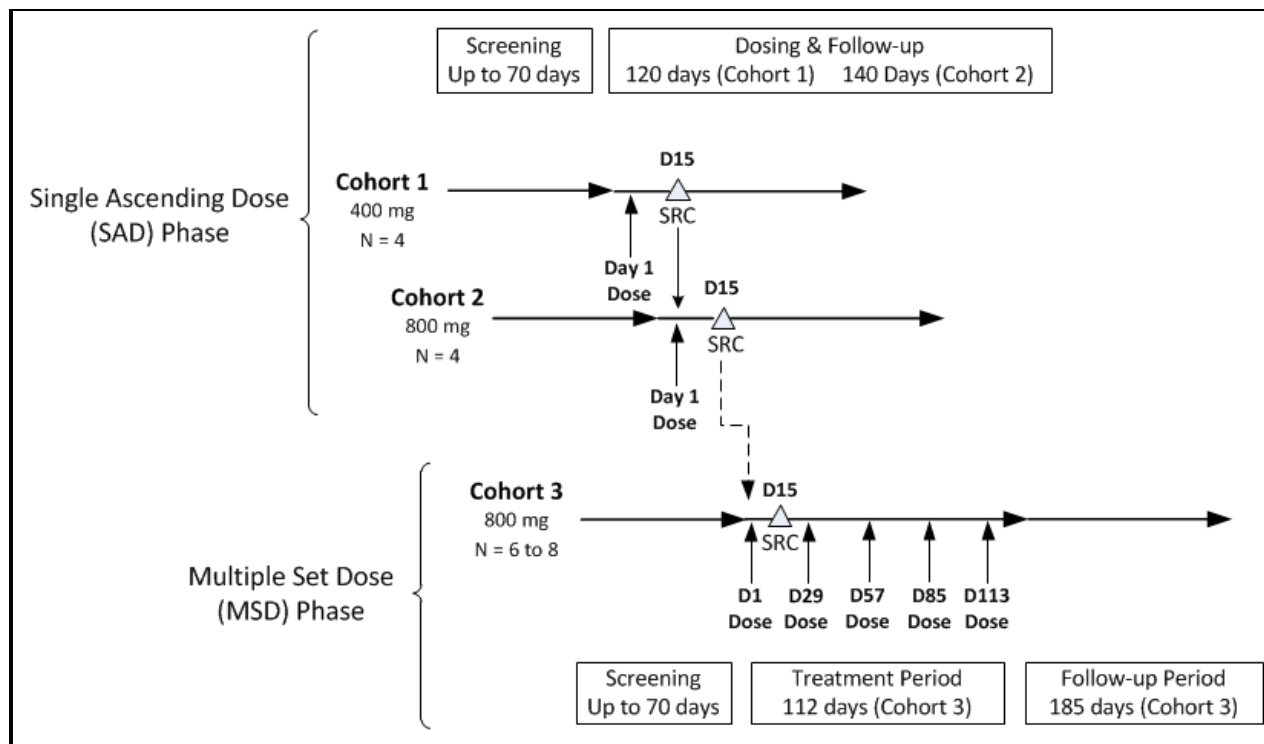 Screening
Up to 70 days
Dosing & Follow-up
120 days (Cohort 1) 140 Days (Cohort 2)
Single Ascending Dose
(SAD) Phase
Cohort 1
400 mg
N = 4
D15
SRC
Day 1
Dose
Cohort 2
800 mg
N = 4
D15
SRC
Day 1
Dose
Multiple Set Dose
(MSD) Phase
Cohort 3
800 mg
N = 6 to 8
D15
SRC
D1
Dose
D29
Dose
D57
Dose
D85
Dose
D113
Dose
Screening
Up to 70 days
Treatment Period
112 days (Cohort 3)
Follow-up Period
185 days (Cohort 3)